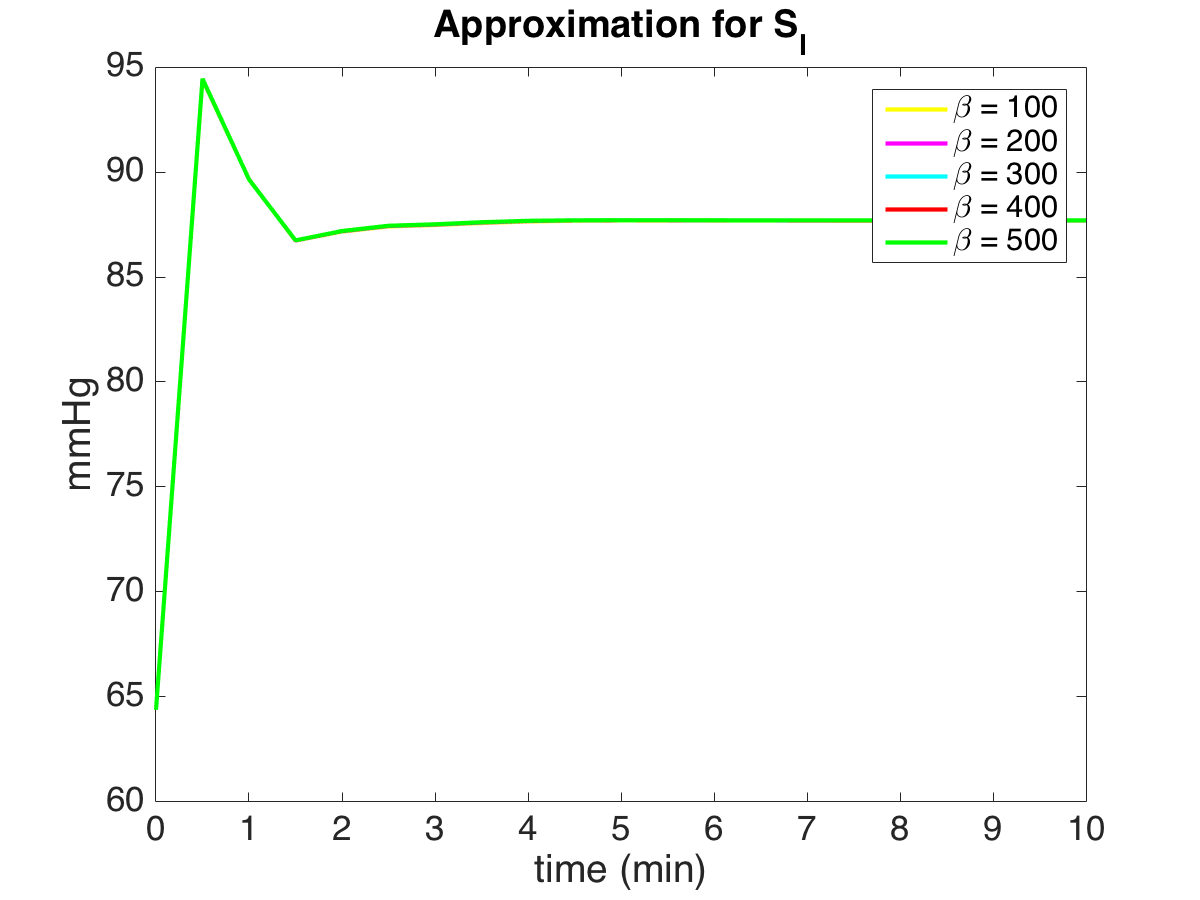 Approximation for S_l
95
90
85
80
75
70
65
60
mmHg
β = 100
β = 200
β = 300
β = 400
β = 500
0 1 2 3 4 5 6 7 8 9 10
time (min)